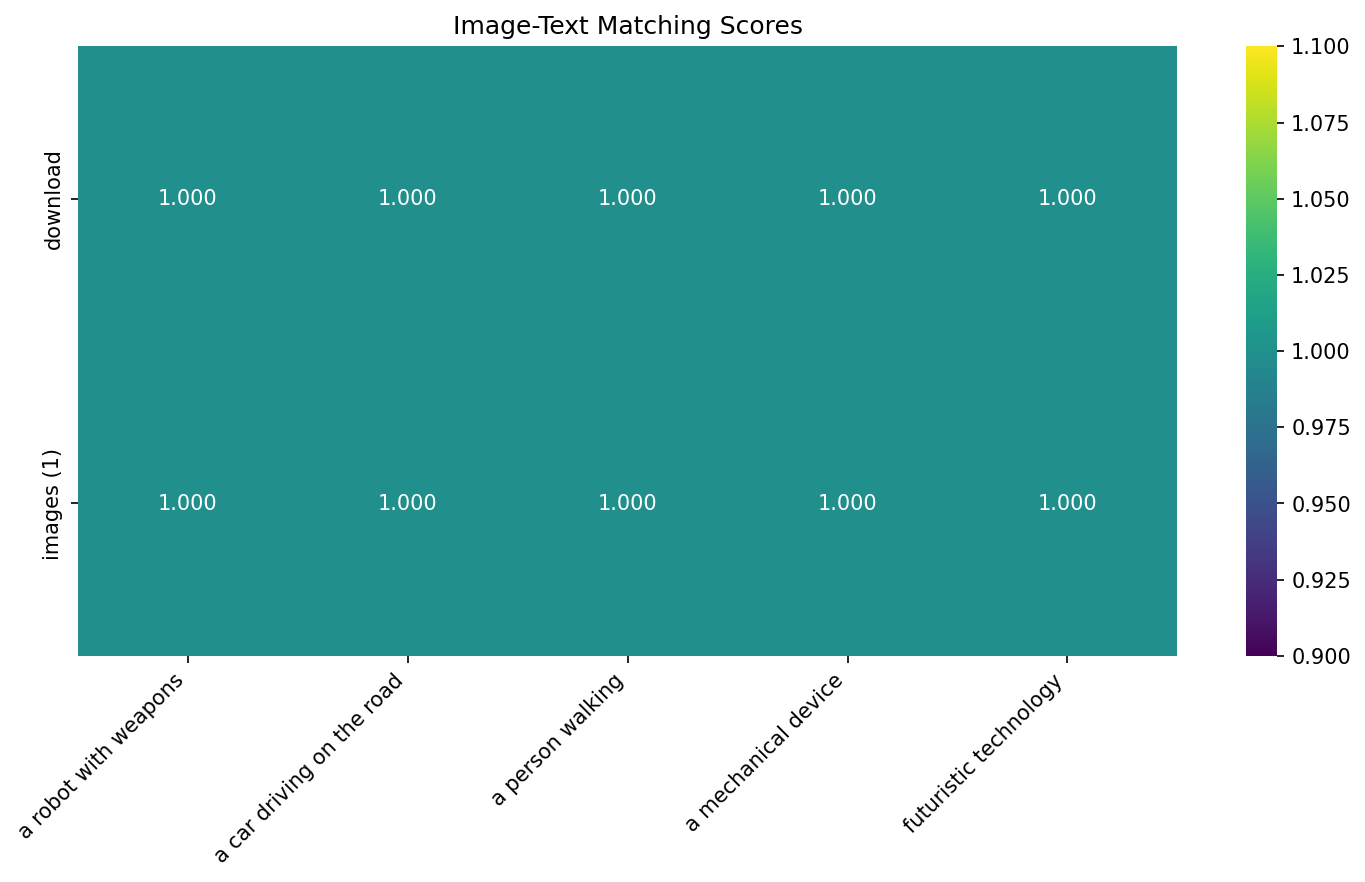 Image-Text Matching Scores
download
1.000 1.000 1.000 1.000 1.000
images (1)
1.000 1.000 1.000 1.000 1.000
a robot with weapons
a car driving on the road
a person walking
a mechanical device
futuristic technology
1.100
1.075
1.050
1.025
1.000
0.975
0.950
0.925
0.900